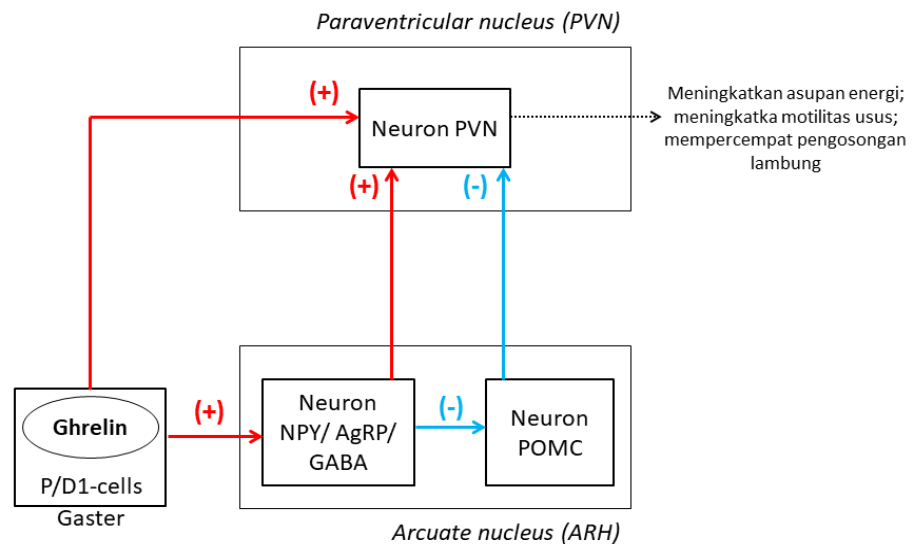 Paraventricular nucleus (PVN)
(+)
Neuron PVN
Meningkatkan asupan energi;
meningkatka motilitas usus;
mempercempat pengosongan
lambung
(+)
(-)
Ghrelin
P/D1-cells
Gaster
(+)
Neuron
NPY/ AgRP/
GABA
(-)
Neuron
POMC
Arcuate nucleus (ARH)